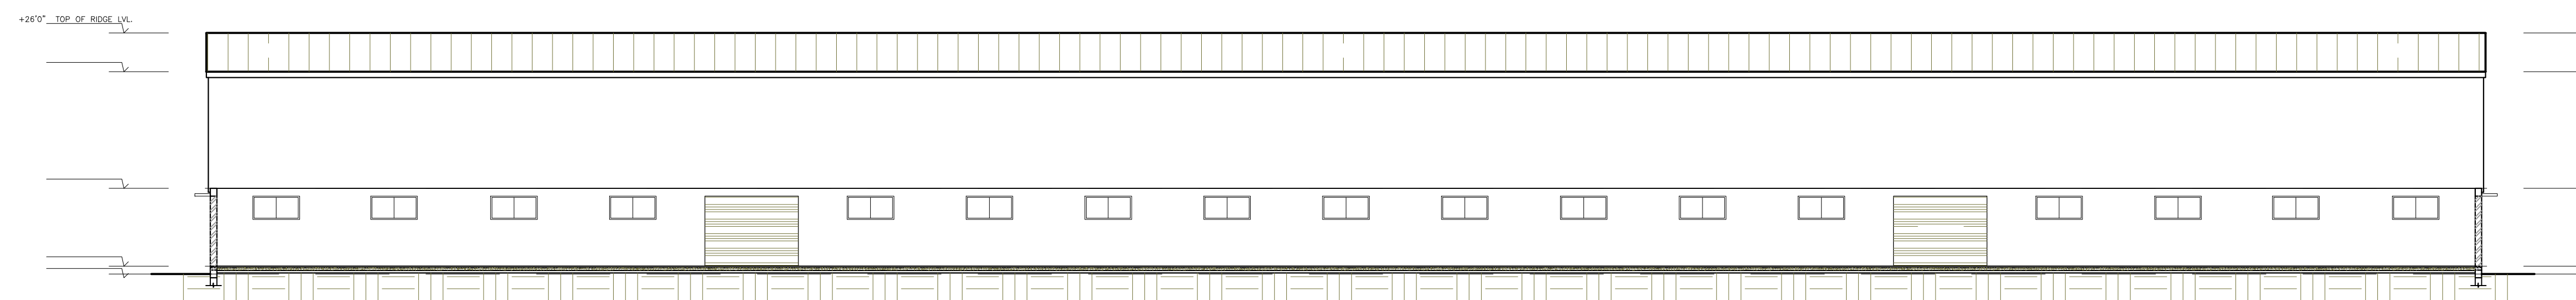 +26'0" TOP OF RIDGE LVL.